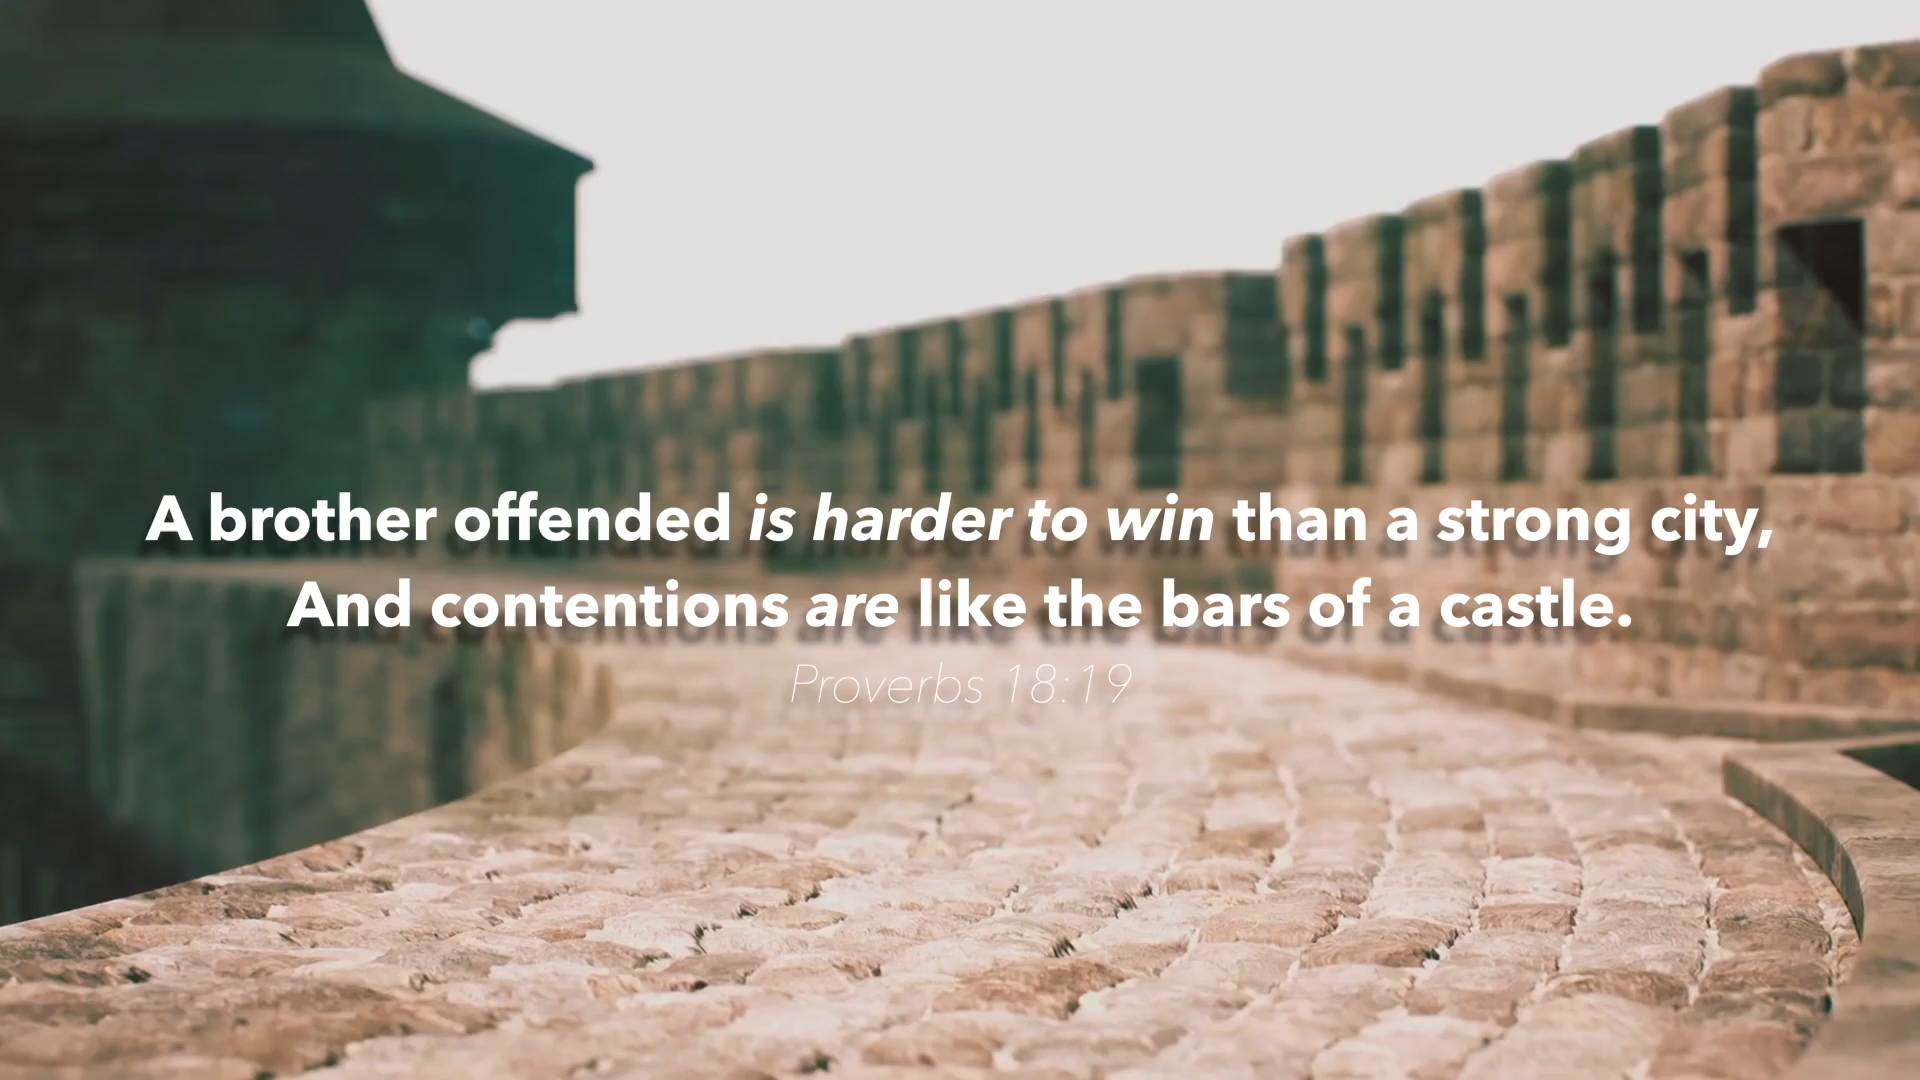 A brother offended is harder to win than a strong city,
And contentions are like the bars of a castle.
Proverbs 18:19